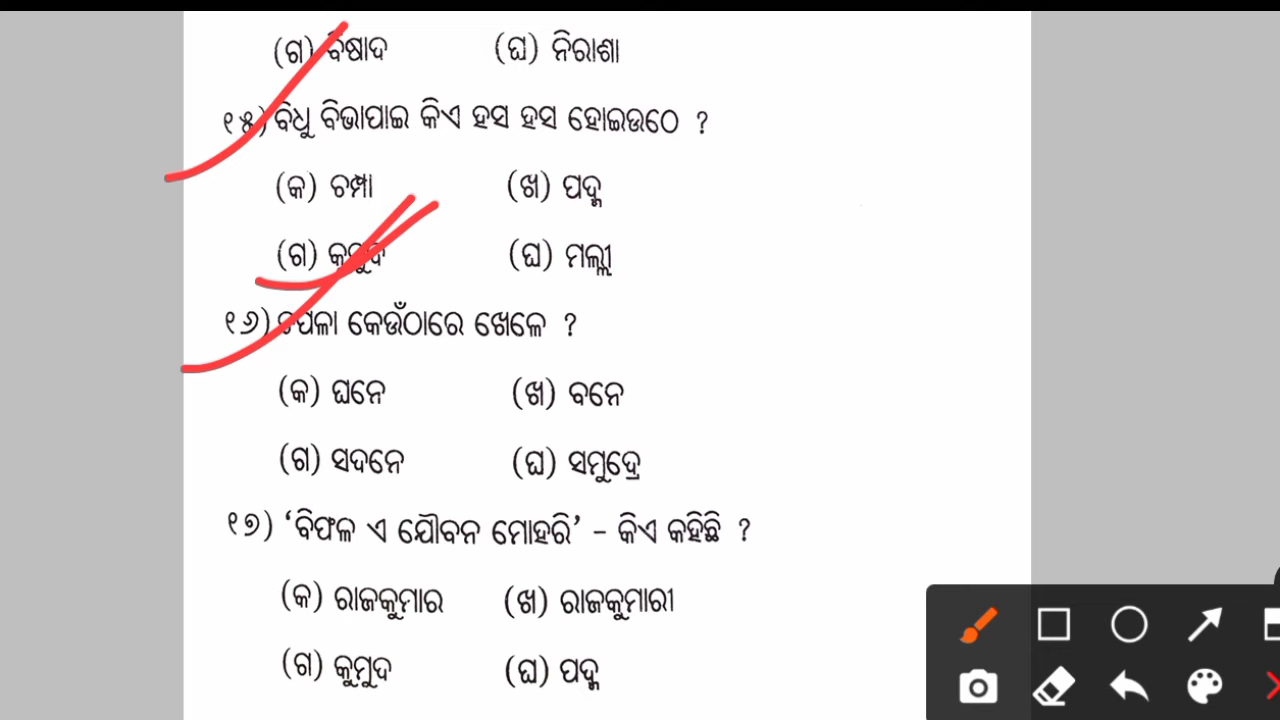 (ଗ) ବିଷାଦ (ଘ) ନିରାଶା
୧୫) ବିଧୁ ବିଭାପାଇ କିଏ ହସ ହସ ହୋଇଉଠେ ?
(କ) ଚମ୍ପା (ଖ) ପଦ୍ମ
(ଗ) କୁମୁଦ (ଘ) ମଲ୍ଲୀ
୧୬) ଚପଳା କେଉଁଠାରେ ଖେଳେ ?
(କ) ଘନେ (ଖ) ବନେ
(ଗ) ସଦନେ (ଘ) ସମୁଦ୍ରେ
୧୭) ‘ବିଫଳ ଏ ଯୌବନ ମୋହରି’ – କିଏ କହିଛି ?
(କ) ରାଜକୁମାର (ଖ) ରାଜକୁମାରୀ
(ଗ) କୁମୁଦ (ଘ) ପଦ୍ମ